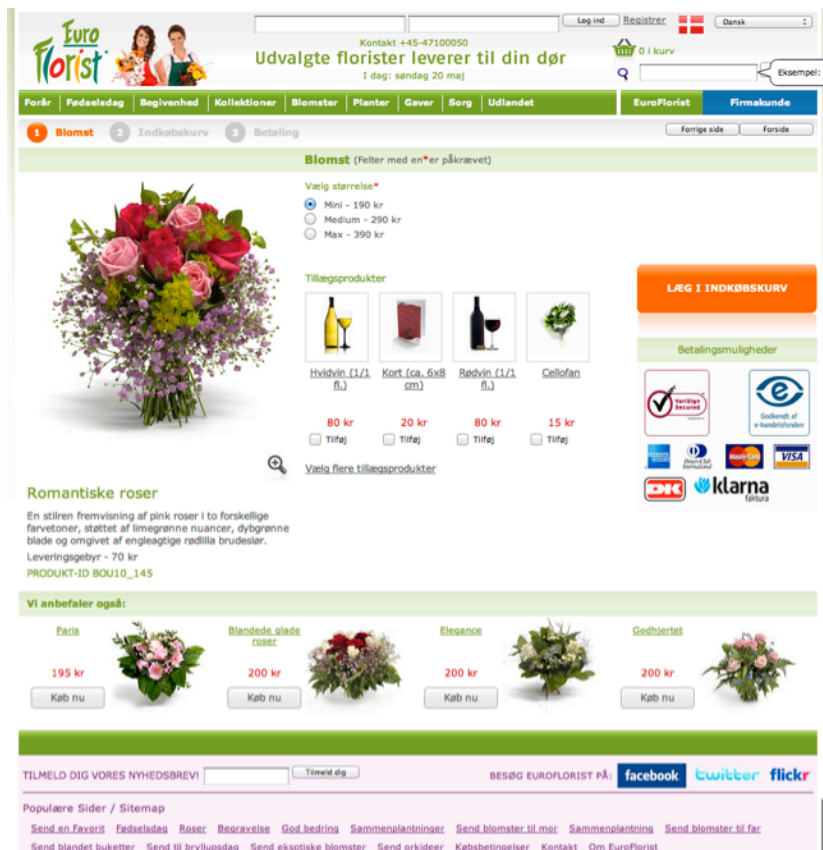 Euro
Florist
Log ind
Registrer
Dansk
Kontakt +45-47100050
Udvalgte florister leverer til din dør
I dag: søndag 20 maj
0 i kurv
Eksempel:
Forår
Fødselsdag
Begivenhed
Kollektioner
Blomster
Planter
Gaver
Sorg
Udlandet
EuroFlorist
Firmakunde
1 Blomst
2 Indkøbskurv
3 Betaling
Forrige side
Forside
Blomst (Felter med en*er påkrævet)
Vælg størrelse*
Mini - 190 kr
Medium - 290 kr
Max - 390 kr
Tillægsprodukter
LÆG I INDKØBSKURV
Betalingsmuligheder
Hvidvin (1/1 fl.)
Kort (ca. 6x8 cm)
Rødvin (1/1 fl.)
Cellofan
80 kr
20 kr
80 kr
15 kr
Tilføj
Tilføj
Tilføj
Tilføj
Vælg flere tillægsprodukter
VeriSign
Secured
Godkendt af
e-handelsfonden
Diners Club
International
MasterCard
VISA
DK
klarna
faktura
Romantiske roser
En stilren fremvisning af pink roser i to forskellige
farvetoner, støttet af limegrønne nuancer, dybgrønne
blade og omgivet af engleagtige rødlilla brudeslør.
Leveringsgebyr - 70 kr
PRODUKT-ID BOU10_145
Vi anbefaler også:
Paris
195 kr
Køb nu
Blandede glade
roser
200 kr
Køb nu
Elegance
200 kr
Køb nu
Godhjertet
200 kr
Køb nu
TILMELD DIG VORES NYHEDSBREV!
Tilmeld dig
BESØG EUROFLORIST PÅ:
facebook
twitter
flickr
Populære Sider / Sitemap
Send en Favorit Fødselsdag Roser Begravelse God bedring Sammenplantninger Send blomster til mor Sammenplantning Send blomster til far
Send blandet buketter Send til bryllupsdag Send eksotiske blomster Send orkideer Købsbetingelser Kontakt Om EuroFlorist